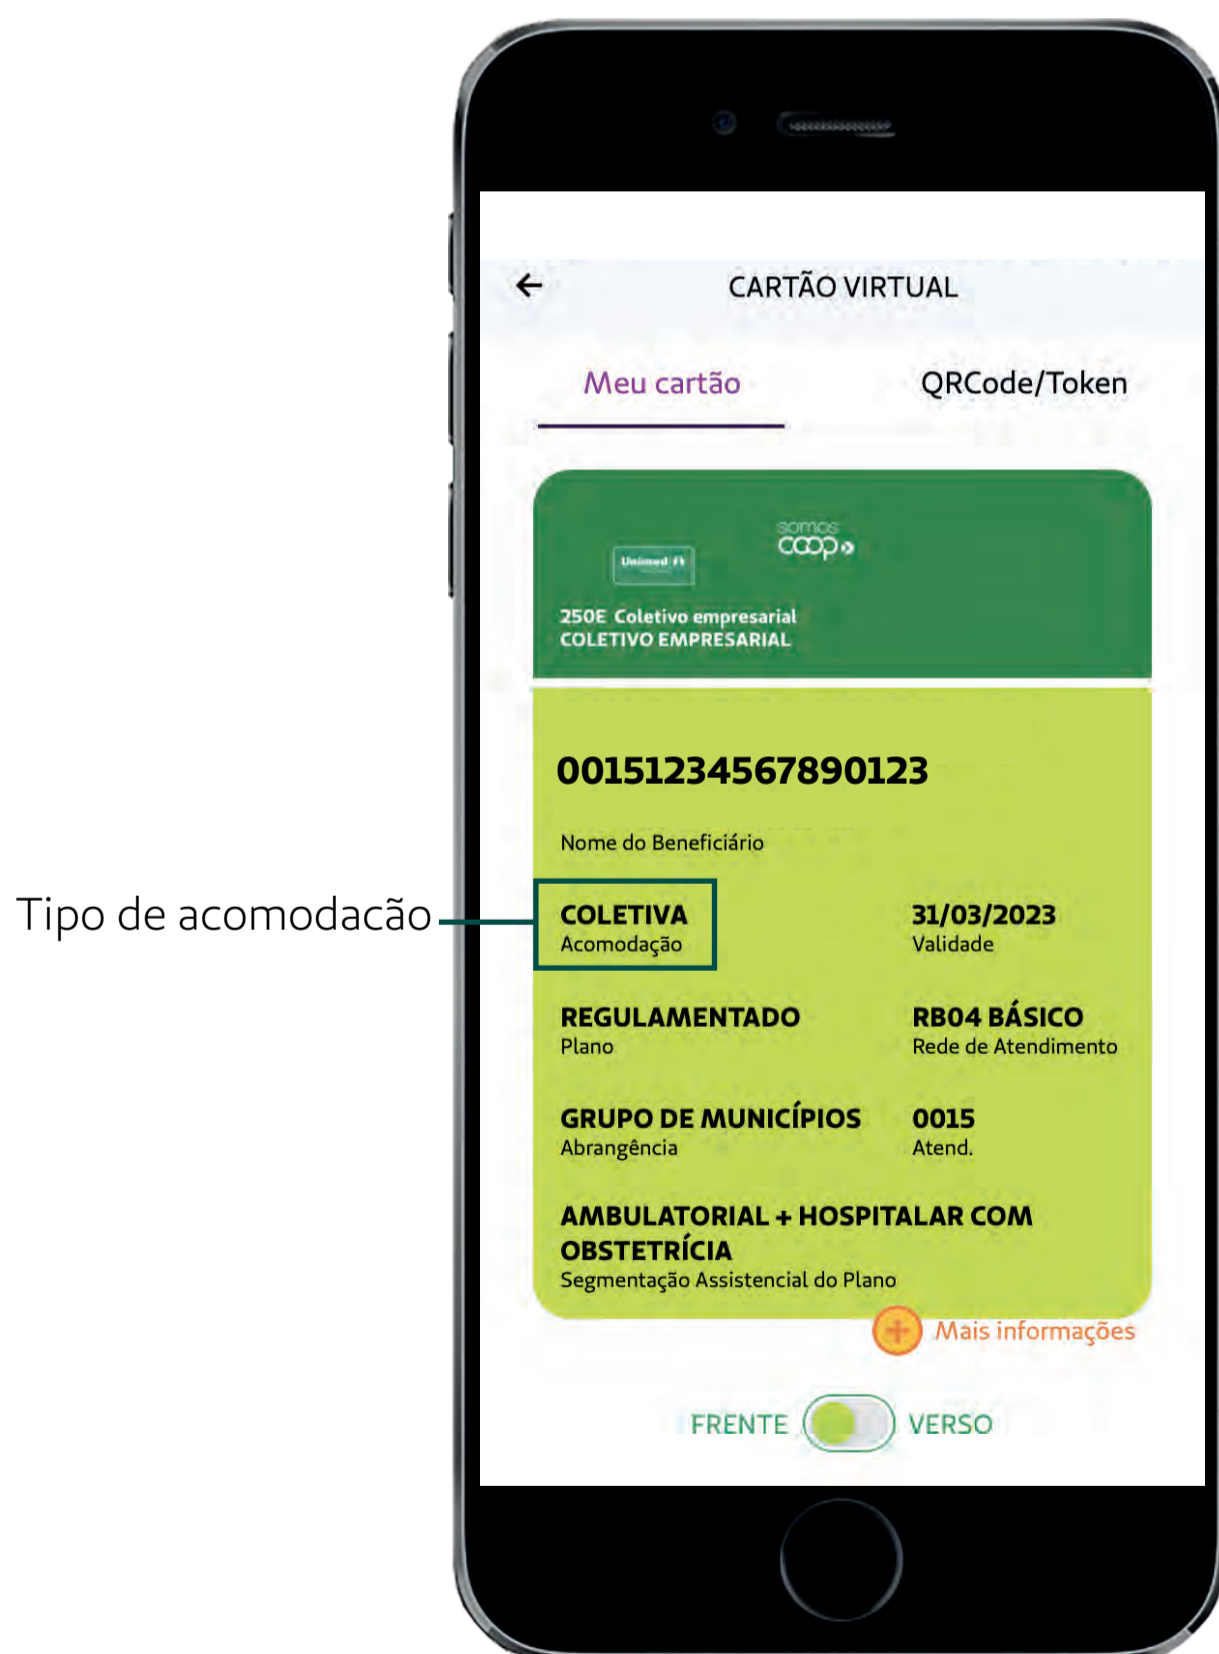 CARTÃO VIRTUAL
Meu cartão
QRCode/Token
somos
coop
Unimed
250E Coletivo empresarial
COLETIVO EMPRESARIAL
00151234567890123
Nome do Beneficiário
Tipo de acomodacão
COLETIVA
Acomodação
31/03/2023
Validade
REGULAMENTADO
Plano
RB04 BÁSICO
Rede de Atendimento
GRUPO DE MUNICÍPIOS
Abrangência
0015
Atend.
AMBULATORIAL + HOSPITALAR COM
OBSTETRÍCIA
Segmentação Assistencial do Plano
Mais informações
FRENTE
VERSO